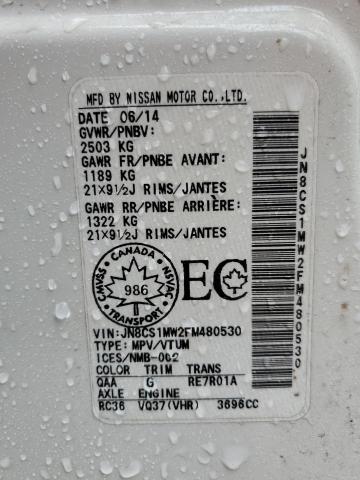 MFD BY NISSAN MOTOR CO.,LTD.
DATE 06/14
GVWR/PNBV:
2503 KG
GAWR FR/PNBE AVANT:
1189 KG
21X9½J RIMS/JANTES
GAWR RR/PNBE ARRIÈRE:
1322 KG
21X9½J RIMS/JANTES
CANADA
CMVSS
NSVAC
986
TRANSPORT
EC
VIN:JN8CS1MW2FM480530
TYPE:MPV/VTUM
ICES/NMB-002
COLOR TRIM TRANS
QAA G RE7R01A
AXLE ENGINE
RC36 VQ37(VHR) 3696CC
JN8CS1MW2FM480530